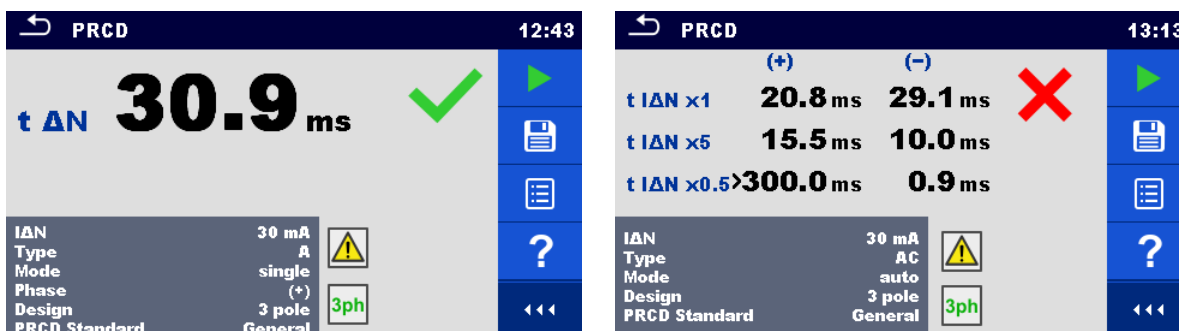 PRCD 12:43
t ΔN 30.9 ms
IΔN 30 mA
Type A
Mode single
Phase (+)
Design 3 pole
PRCD Standard General
3ph
?
PRCD 13:13
(+) (-)
t IΔN x1 20.8 ms 29.1 ms
t IΔN x5 15.5 ms 10.0 ms
t IΔN x0.5 >300.0 ms 0.9 ms
IΔN 30 mA
Type AC
Mode auto
Design 3 pole
PRCD Standard General
3ph
?